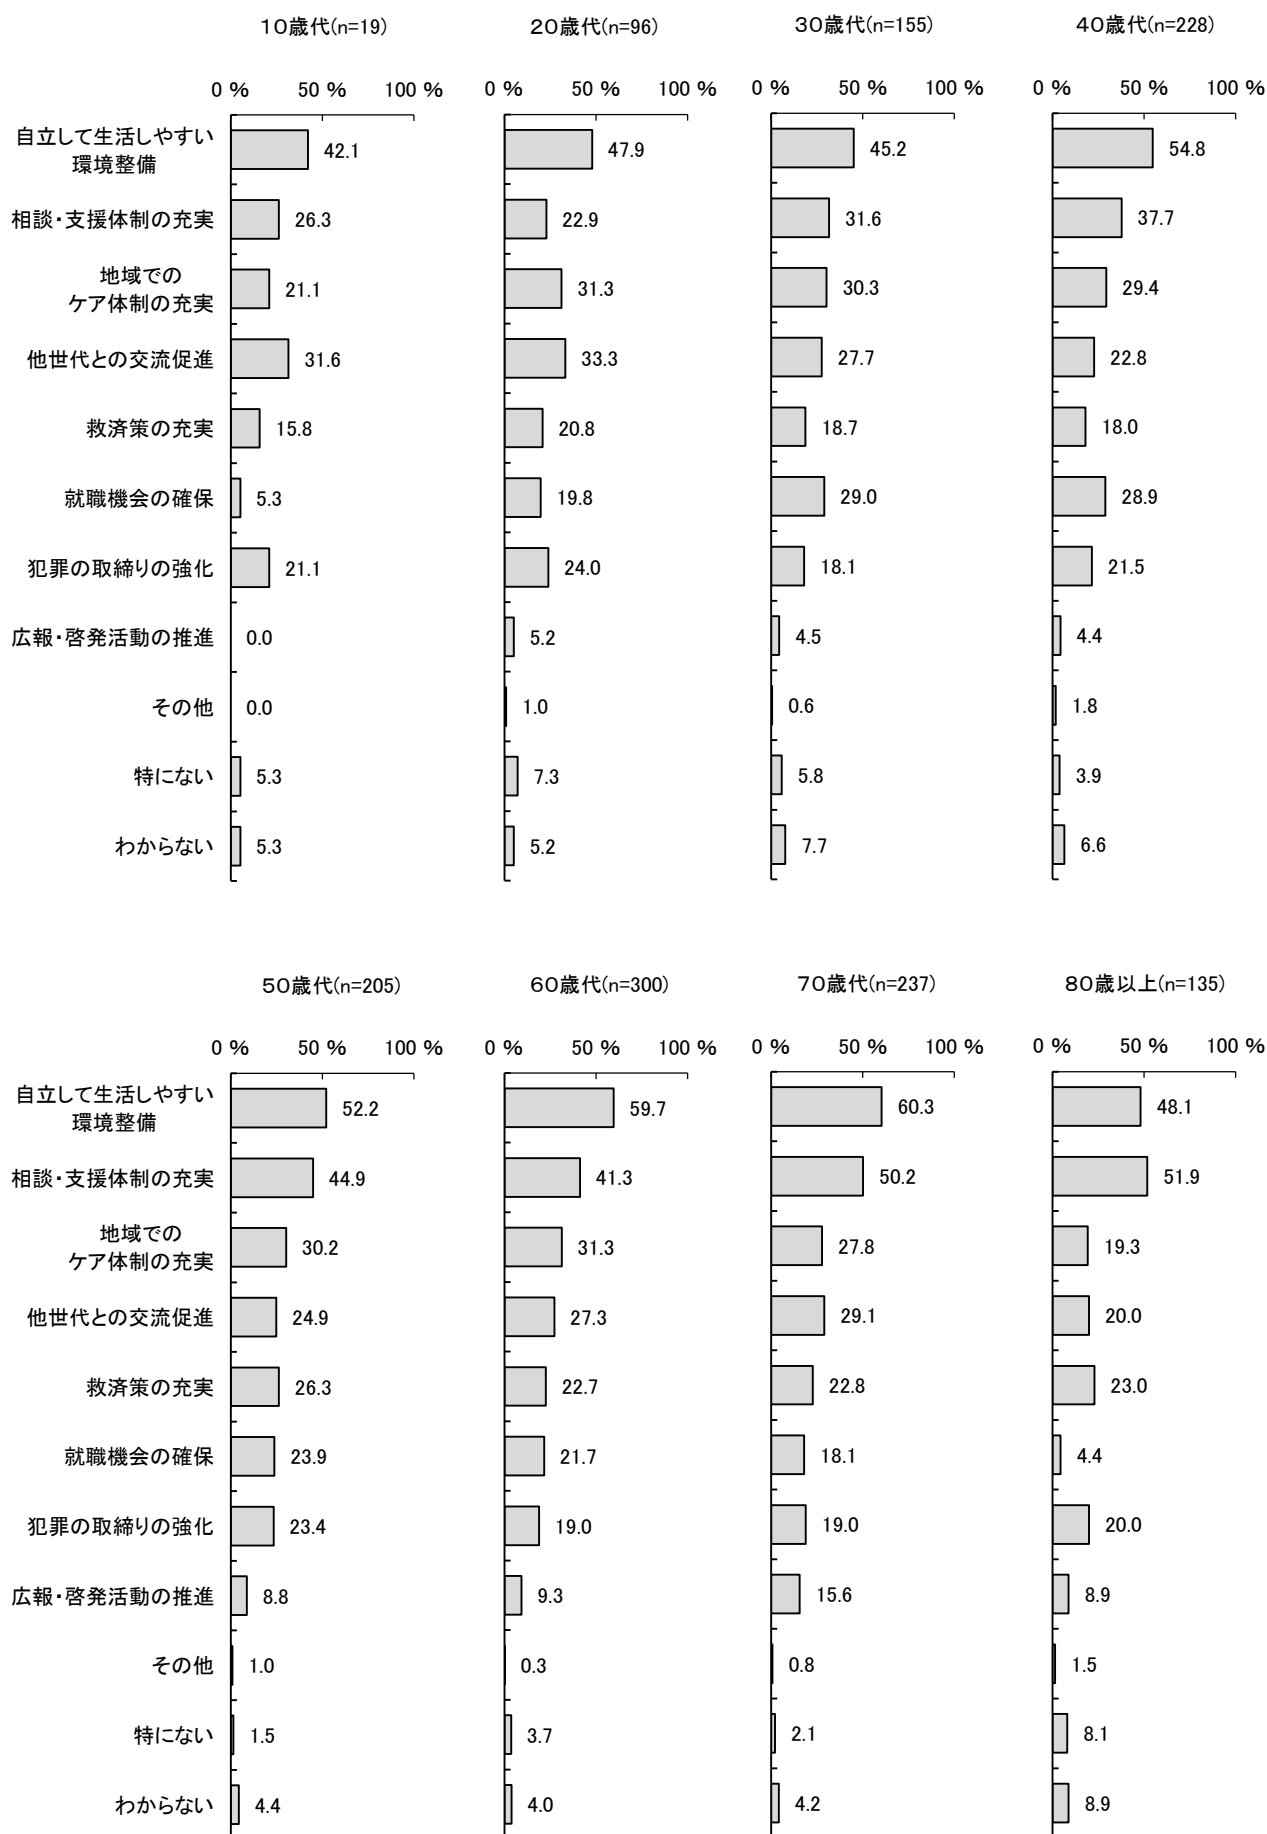 １０歳代(n=19)
２０歳代(n=96)
３０歳代(n=155)
４０歳代(n=228)
0 %　50 %　100 %
0 %　50 %　100 %
0 %　50 %　100 %
0 %　50 %　100 %
自立して生活しやすい
環境整備
42.1
47.9
45.2
54.8
相談・支援体制の充実
26.3
22.9
31.6
37.7
地域での
ケア体制の充実
21.1
31.3
30.3
29.4
他世代との交流促進
31.6
33.3
27.7
22.8
救済策の充実
15.8
20.8
18.7
18.0
就職機会の確保
5.3
19.8
29.0
28.9
犯罪の取締りの強化
21.1
24.0
18.1
21.5
広報・啓発活動の推進
0.0
5.2
4.5
4.4
その他
0.0
1.0
0.6
1.8
特にない
5.3
7.3
5.8
3.9
わからない
5.3
5.2
7.7
6.6
５０歳代(n=205)
６０歳代(n=300)
７０歳代(n=237)
８０歳以上(n=135)
0 %　50 %　100 %
0 %　50 %　100 %
0 %　50 %　100 %
0 %　50 %　100 %
自立して生活しやすい
環境整備
52.2
59.7
60.3
48.1
相談・支援体制の充実
44.9
41.3
50.2
51.9
地域での
ケア体制の充実
30.2
31.3
27.8
19.3
他世代との交流促進
24.9
27.3
29.1
20.0
救済策の充実
26.3
22.7
22.8
23.0
就職機会の確保
23.9
21.7
18.1
4.4
犯罪の取締りの強化
23.4
19.0
19.0
20.0
広報・啓発活動の推進
8.8
9.3
15.6
8.9
その他
1.0
0.3
0.8
1.5
特にない
1.5
3.7
2.1
8.1
わからない
4.4
4.0
4.2
8.9